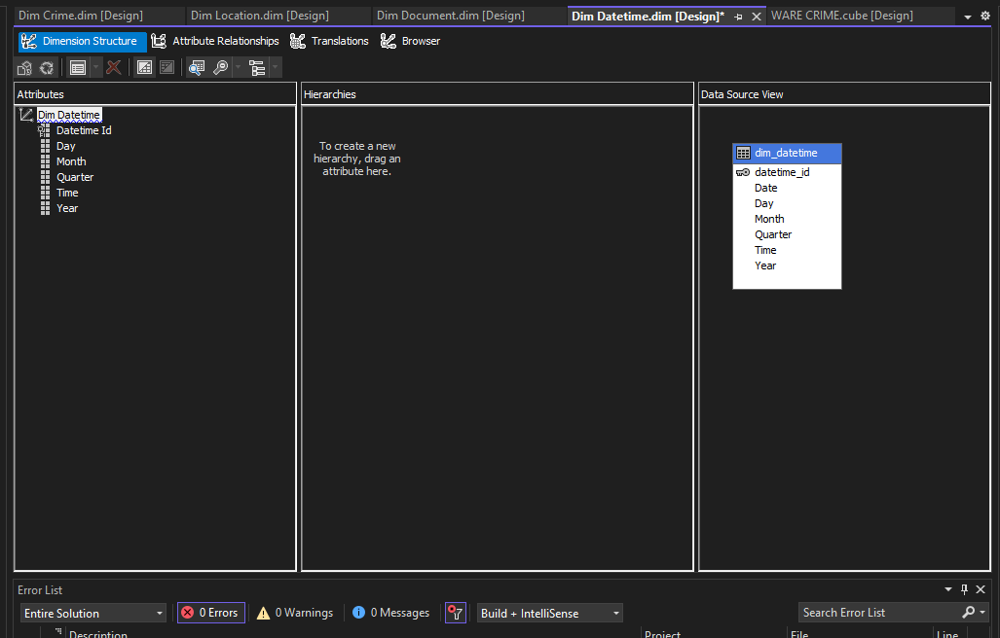 Dim Crime.dim [Design] Dim Location.dim [Design] Dim Document.dim [Design] Dim Datetime.dim [Design]* WARE CRIME.cube [Design]
Dimension Structure Attribute Relationships Translations Browser
Attributes
Dim Datetime
Datetime Id
Day
Month
Quarter
Time
Year
Hierarchies
To create a new
hierarchy, drag an
attribute here.
Data Source View
dim_datetime
datetime_id
Date
Day
Month
Quarter
Time
Year
Error List
Entire Solution 0 Errors 0 Warnings 0 Messages Build + IntelliSense Search Error List
Description Project File Line